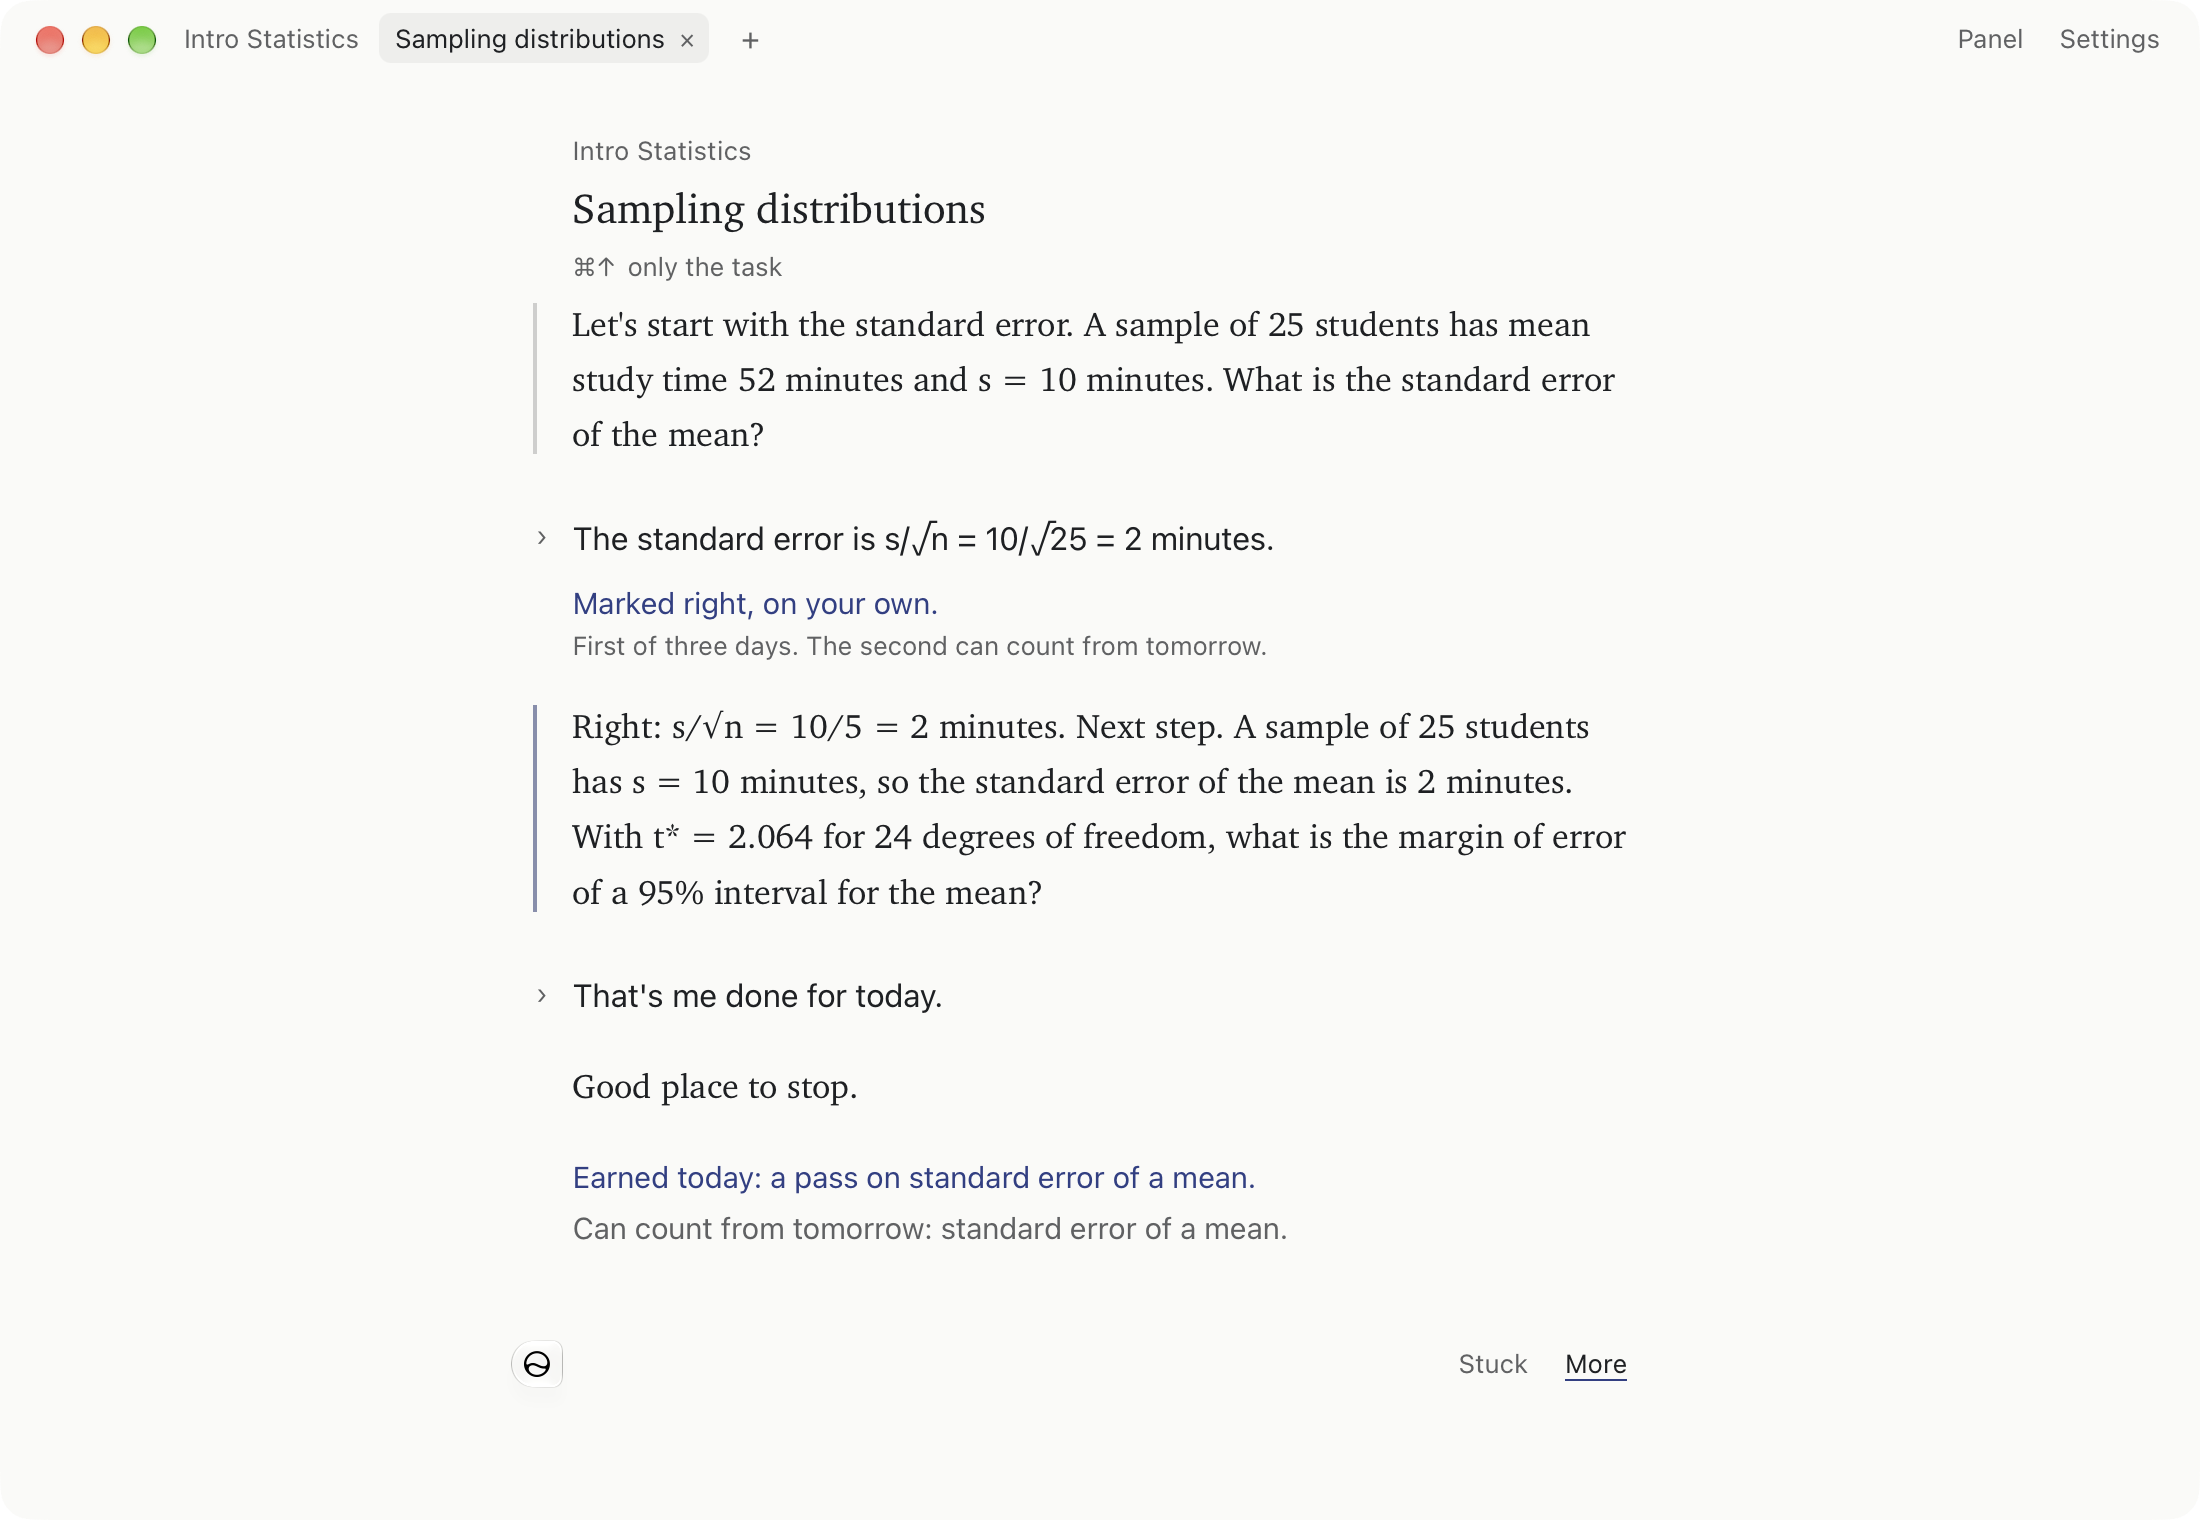 Intro Statistics
Sampling distributions ×
+
Panel
Settings
Intro Statistics
Sampling distributions
⌘↑ only the task
Let's start with the standard error. A sample of 25 students has mean
study time 52 minutes and s = 10 minutes. What is the standard error
of the mean?
› The standard error is s/√n = 10/√25 = 2 minutes.
Marked right, on your own.
First of three days. The second can count from tomorrow.
Right: s/√n = 10/5 = 2 minutes. Next step. A sample of 25 students
has s = 10 minutes, so the standard error of the mean is 2 minutes.
With t* = 2.064 for 24 degrees of freedom, what is the margin of error
of a 95% interval for the mean?
› That's me done for today.
Good place to stop.
Earned today: a pass on standard error of a mean.
Can count from tomorrow: standard error of a mean.
Stuck
More